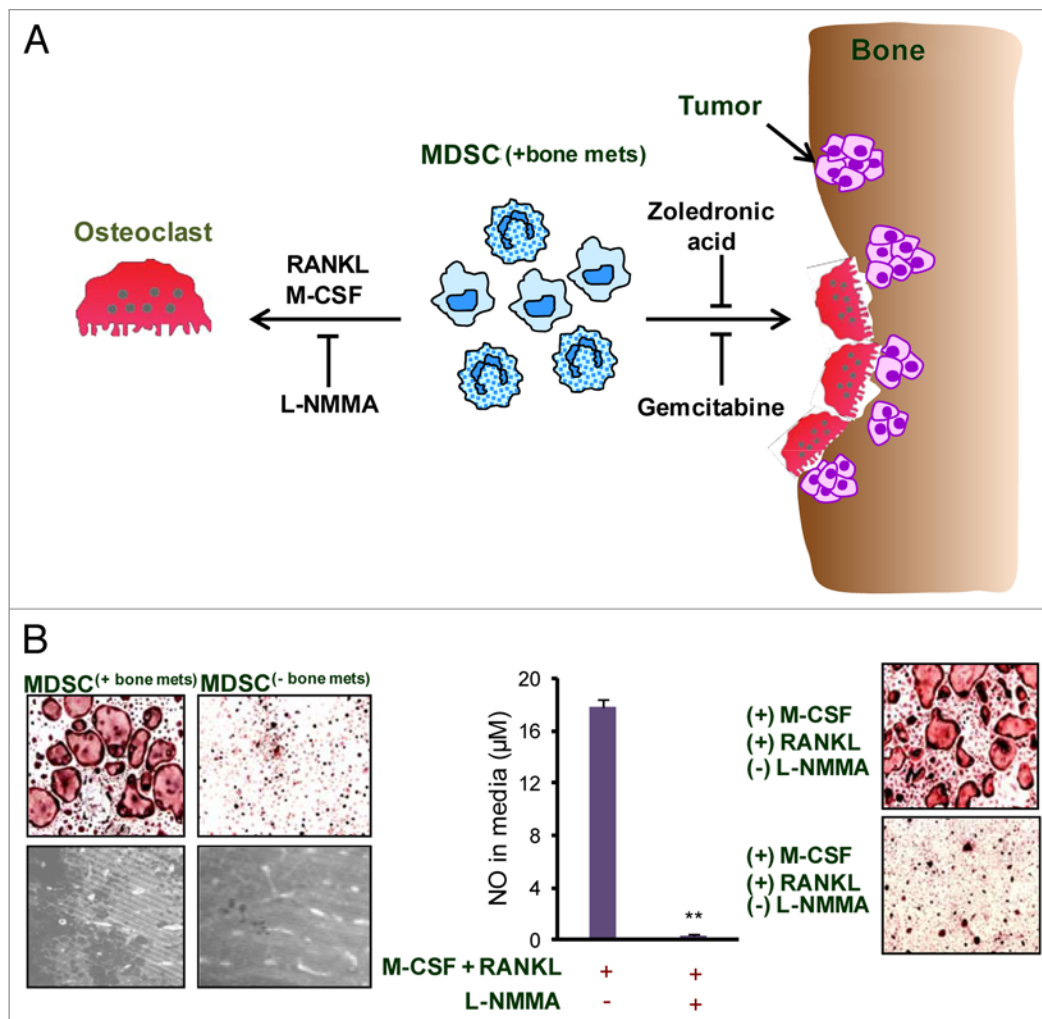 A
Bone
Tumor
MDSC (+bone mets)
Zoledronic
acid
Osteoclast
RANKL
M-CSF
L-NMMA
Gemcitabine
B
MDSC(+ bone mets) MDSC(- bone mets)
NO in media (µM)
20
16
12
8
4
0
**
M-CSF + RANKL + +
L-NMMA - +
(+) M-CSF
(+) RANKL
(-) L-NMMA
(+) M-CSF
(+) RANKL
(-) L-NMMA